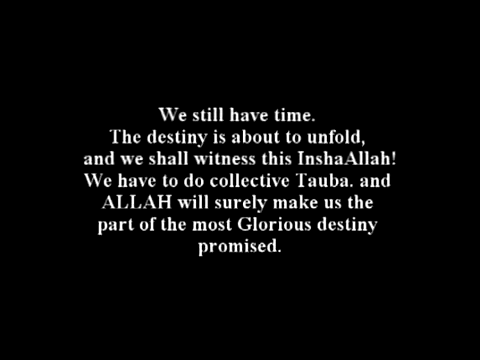 We still have time.
The destiny is about to unfold,
and we shall witness this InshaAllah!
We have to do collective Tauba. and
ALLAH will surely make us the
part of the most Glorious destiny
promised.